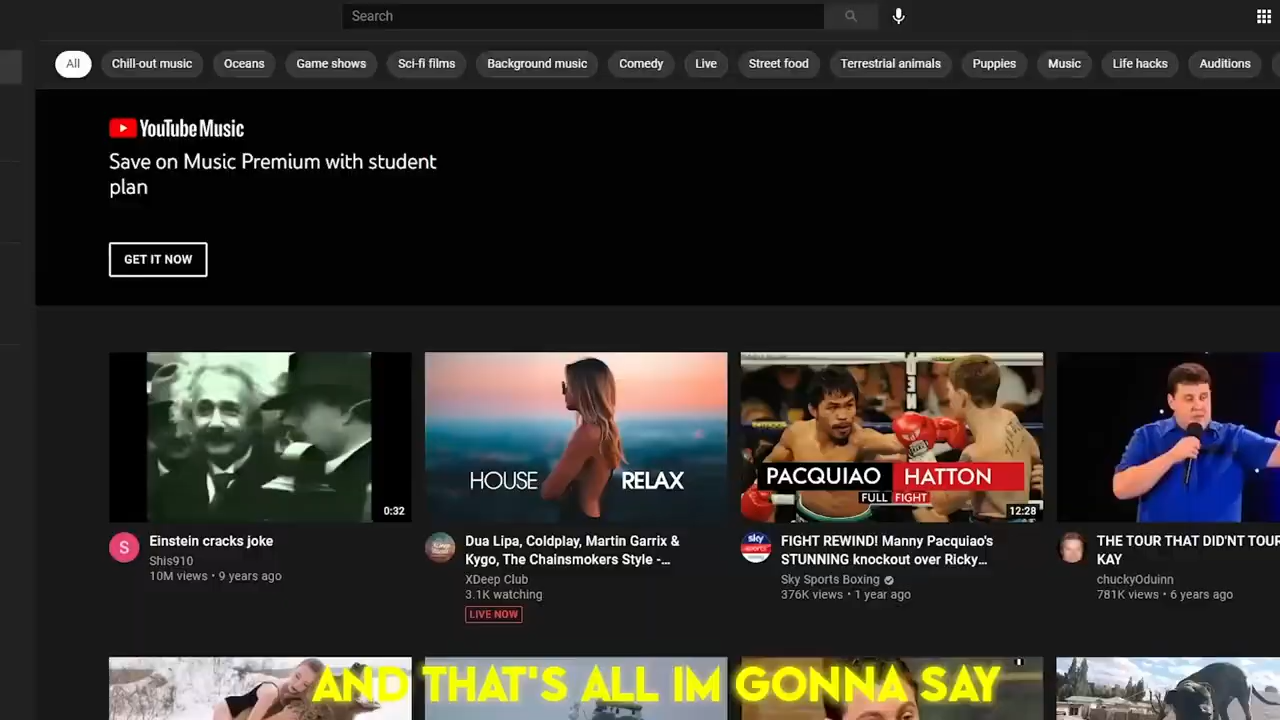 Search
All
Chill-out music
Oceans
Game shows
Sci-fi films
Background music
Comedy
Live
Street food
Terrestrial animals
Puppies
Music
Life hacks
Auditions
YouTube Music
Save on Music Premium with student
plan
GET IT NOW
0:32
HOUSE RELAX
PACQUIAO HATTON
FULL FIGHT
12:28
S
Einstein cracks joke
Shis910
10M views • 9 years ago
Dua Lipa, Coldplay, Martin Garrix &
Kygo, The Chainsmokers Style -...
XDeep Club
3.1K watching
LIVE NOW
sky
sports
FIGHT REWIND! Manny Pacquiao's
STUNNING knockout over Ricky...
Sky Sports Boxing
376K views • 1 year ago
THE TOUR THAT DID'NT TOUR
KAY
chuckyOduinn
781K views • 6 years ago
AND THAT'S ALL IM GONNA SAY